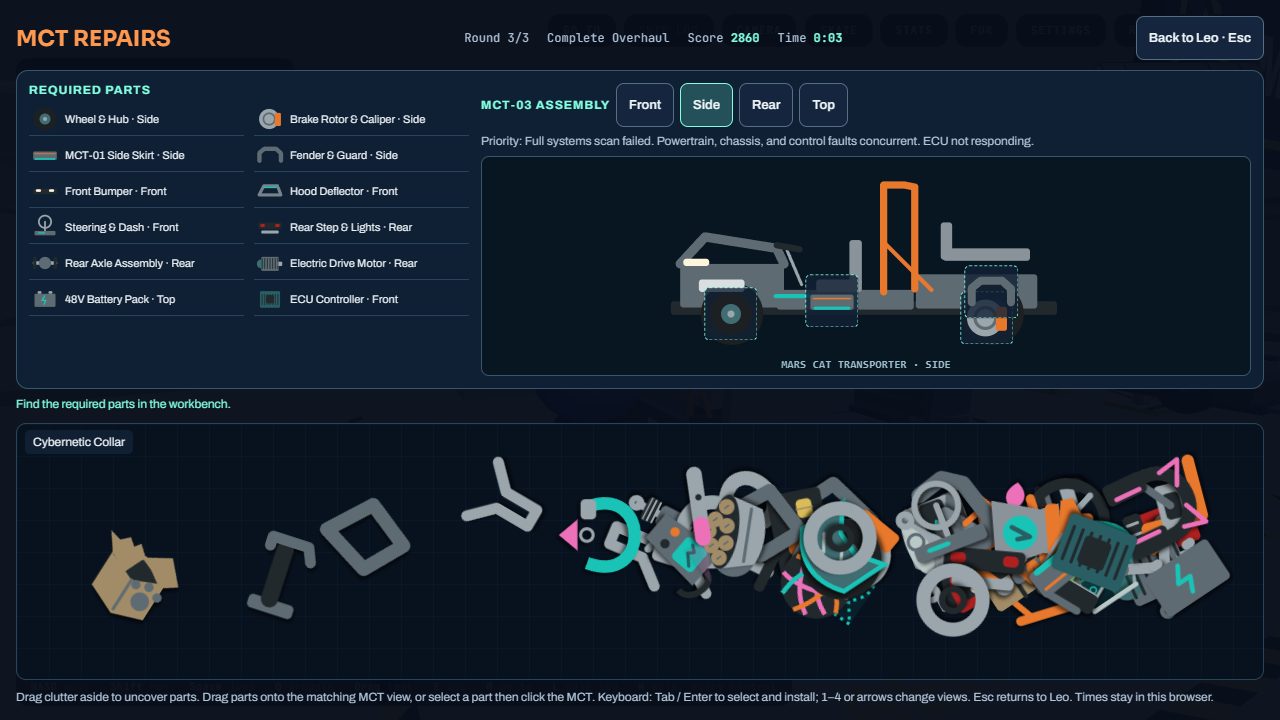 MCT REPAIRS
Round 3/3 Complete Overhaul Score 2860 Time 0:03
Back to Leo · Esc
REQUIRED PARTS
Wheel & Hub · Side
Brake Rotor & Caliper · Side
MCT-01 Side Skirt · Side
Fender & Guard · Side
Front Bumper · Front
Hood Deflector · Front
Steering & Dash · Front
Rear Step & Lights · Rear
Rear Axle Assembly · Rear
Electric Drive Motor · Rear
48V Battery Pack · Top
ECU Controller · Front
MCT-03 ASSEMBLY
Front
Side
Rear
Top
Priority: Full systems scan failed. Powertrain, chassis, and control faults concurrent. ECU not responding.
MARS CAT TRANSPORTER · SIDE
Find the required parts in the workbench.
Cybernetic Collar
Drag clutter aside to uncover parts. Drag parts onto the matching MCT view, or select a part then click the MCT. Keyboard: Tab / Enter to select and install; 1–4 or arrows change views. Esc returns to Leo. Times stay in this browser.